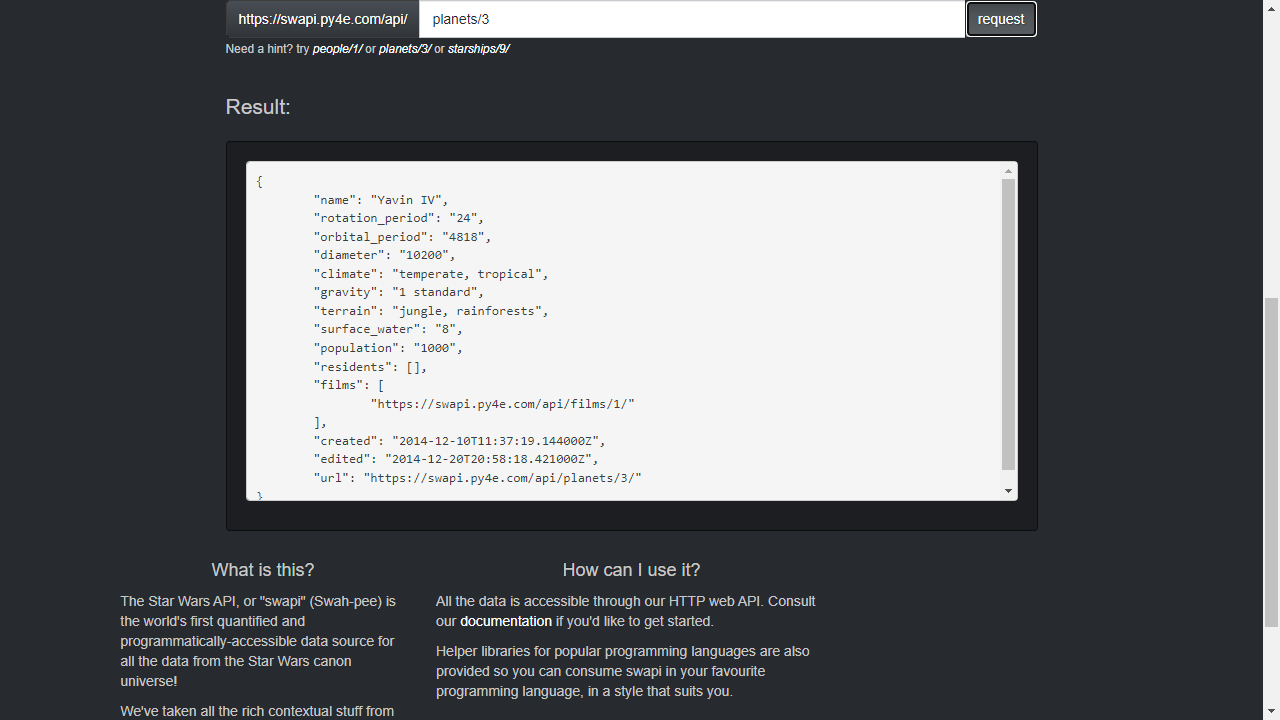 https://swapi.py4e.com/api/ planets/3 request
Need a hint? try people/1/ or planets/3/ or starships/9/
Result:
{
"name": "Yavin IV",
"rotation_period": "24",
"orbital_period": "4818",
"diameter": "10200",
"climate": "temperate, tropical",
"gravity": "1 standard",
"terrain": "jungle, rainforests",
"surface_water": "8",
"population": "1000",
"residents": [],
"films": [
"https://swapi.py4e.com/api/films/1/"
],
"created": "2014-12-10T11:37:19.144000Z",
"edited": "2014-12-20T20:58:18.421000Z",
"url": "https://swapi.py4e.com/api/planets/3/"
}
What is this?
The Star Wars API, or "swapi" (Swah-pee) is
the world's first quantified and
programmatically-accessible data source for
all the data from the Star Wars canon
universe!
We've taken all the rich contextual stuff from
How can I use it?
All the data is accessible through our HTTP web API. Consult
our documentation if you'd like to get started.
Helper libraries for popular programming languages are also
provided so you can consume swapi in your favourite
programming language, in a style that suits you.